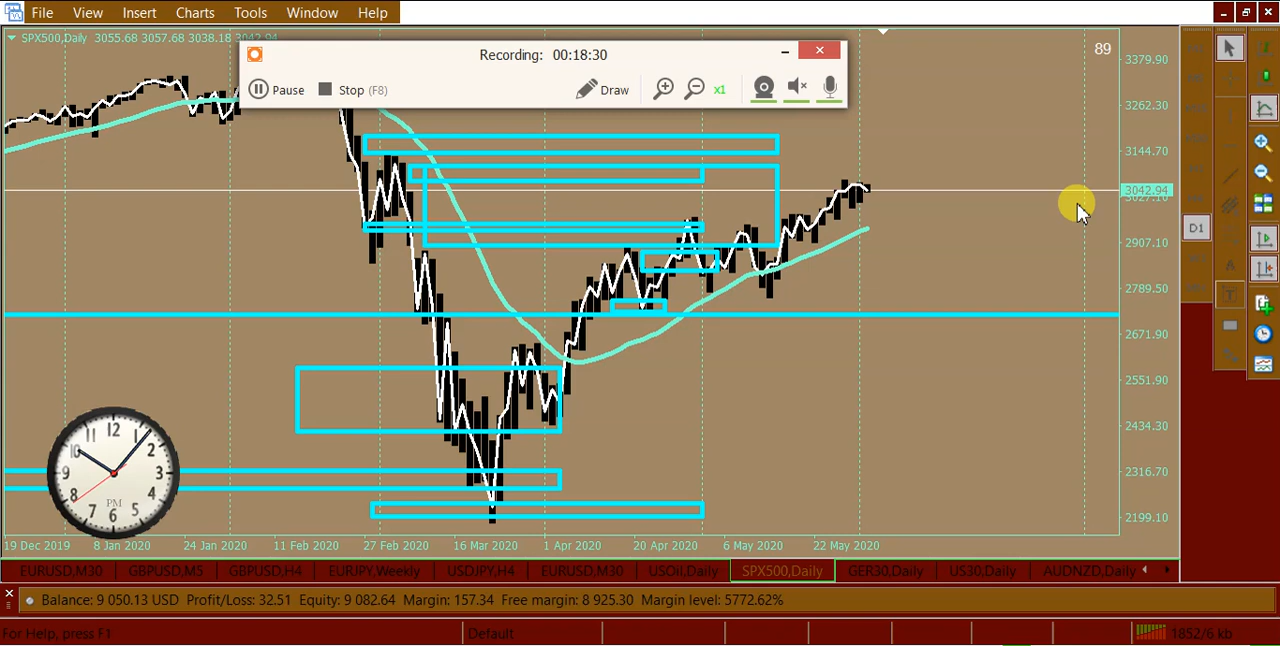 File View Insert Charts Tools Window Help
SPX500,Daily 3055.68 3057.68 3038.18 3042.94
Recording: 00:18:30
Pause Stop (F8) Draw x1
89
3379.90
3262.30
3144.70
3042.94
3027.10
2907.10
2789.50
2671.90
2551.90
2434.30
2316.70
2199.10
D1
A
T
12
1
2
3
4
5
6
7
8
9
10
11
PM
19 Dec 2019 8 Jan 2020 24 Jan 2020 11 Feb 2020 27 Feb 2020 16 Mar 2020 1 Apr 2020 20 Apr 2020 6 May 2020 22 May 2020
EURUSD,M30 GBPUSD,M5 GBPUSD,H4 EURJPY,Weekly USDJPY,H4 EURUSD,M30 USOil,Daily SPX500,Daily GER30,Daily US30,Daily AUDNZD,Daily
Balance: 9 050.13 USD Profit/Loss: 32.51 Equity: 9 082.64 Margin: 157.34 Free margin: 8 925.30 Margin level: 5772.62%
For Help, press F1 Default 1852/6 kb